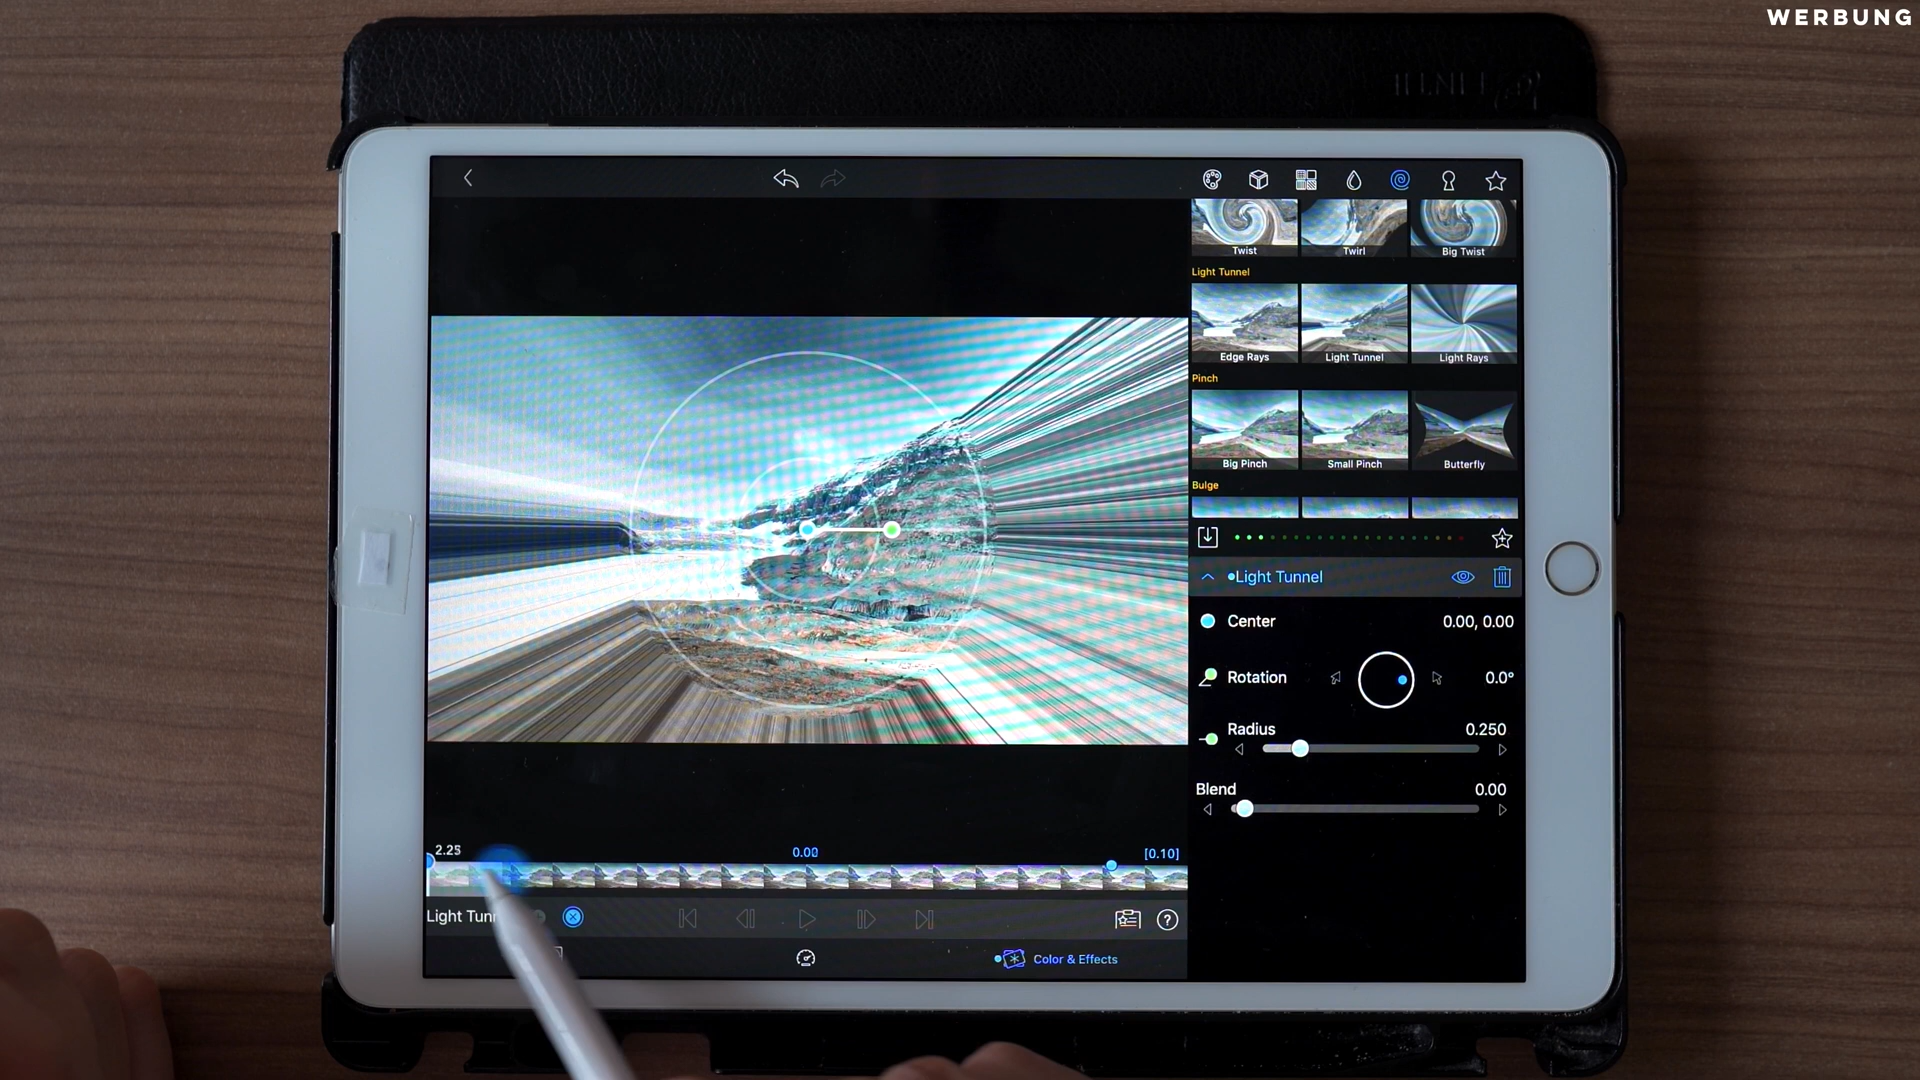 WERBUNG
Twist
Twirl
Big Twist
Light Tunnel
Edge Rays
Light Tunnel
Light Rays
Pinch
Big Pinch
Small Pinch
Butterfly
Bulge
Light Tunnel
Center
0.00, 0.00
Rotation
0.0°
Radius
0.250
Blend
0.00
2.25
0.00
[0.10]
Light Tunn
?
Color & Effects